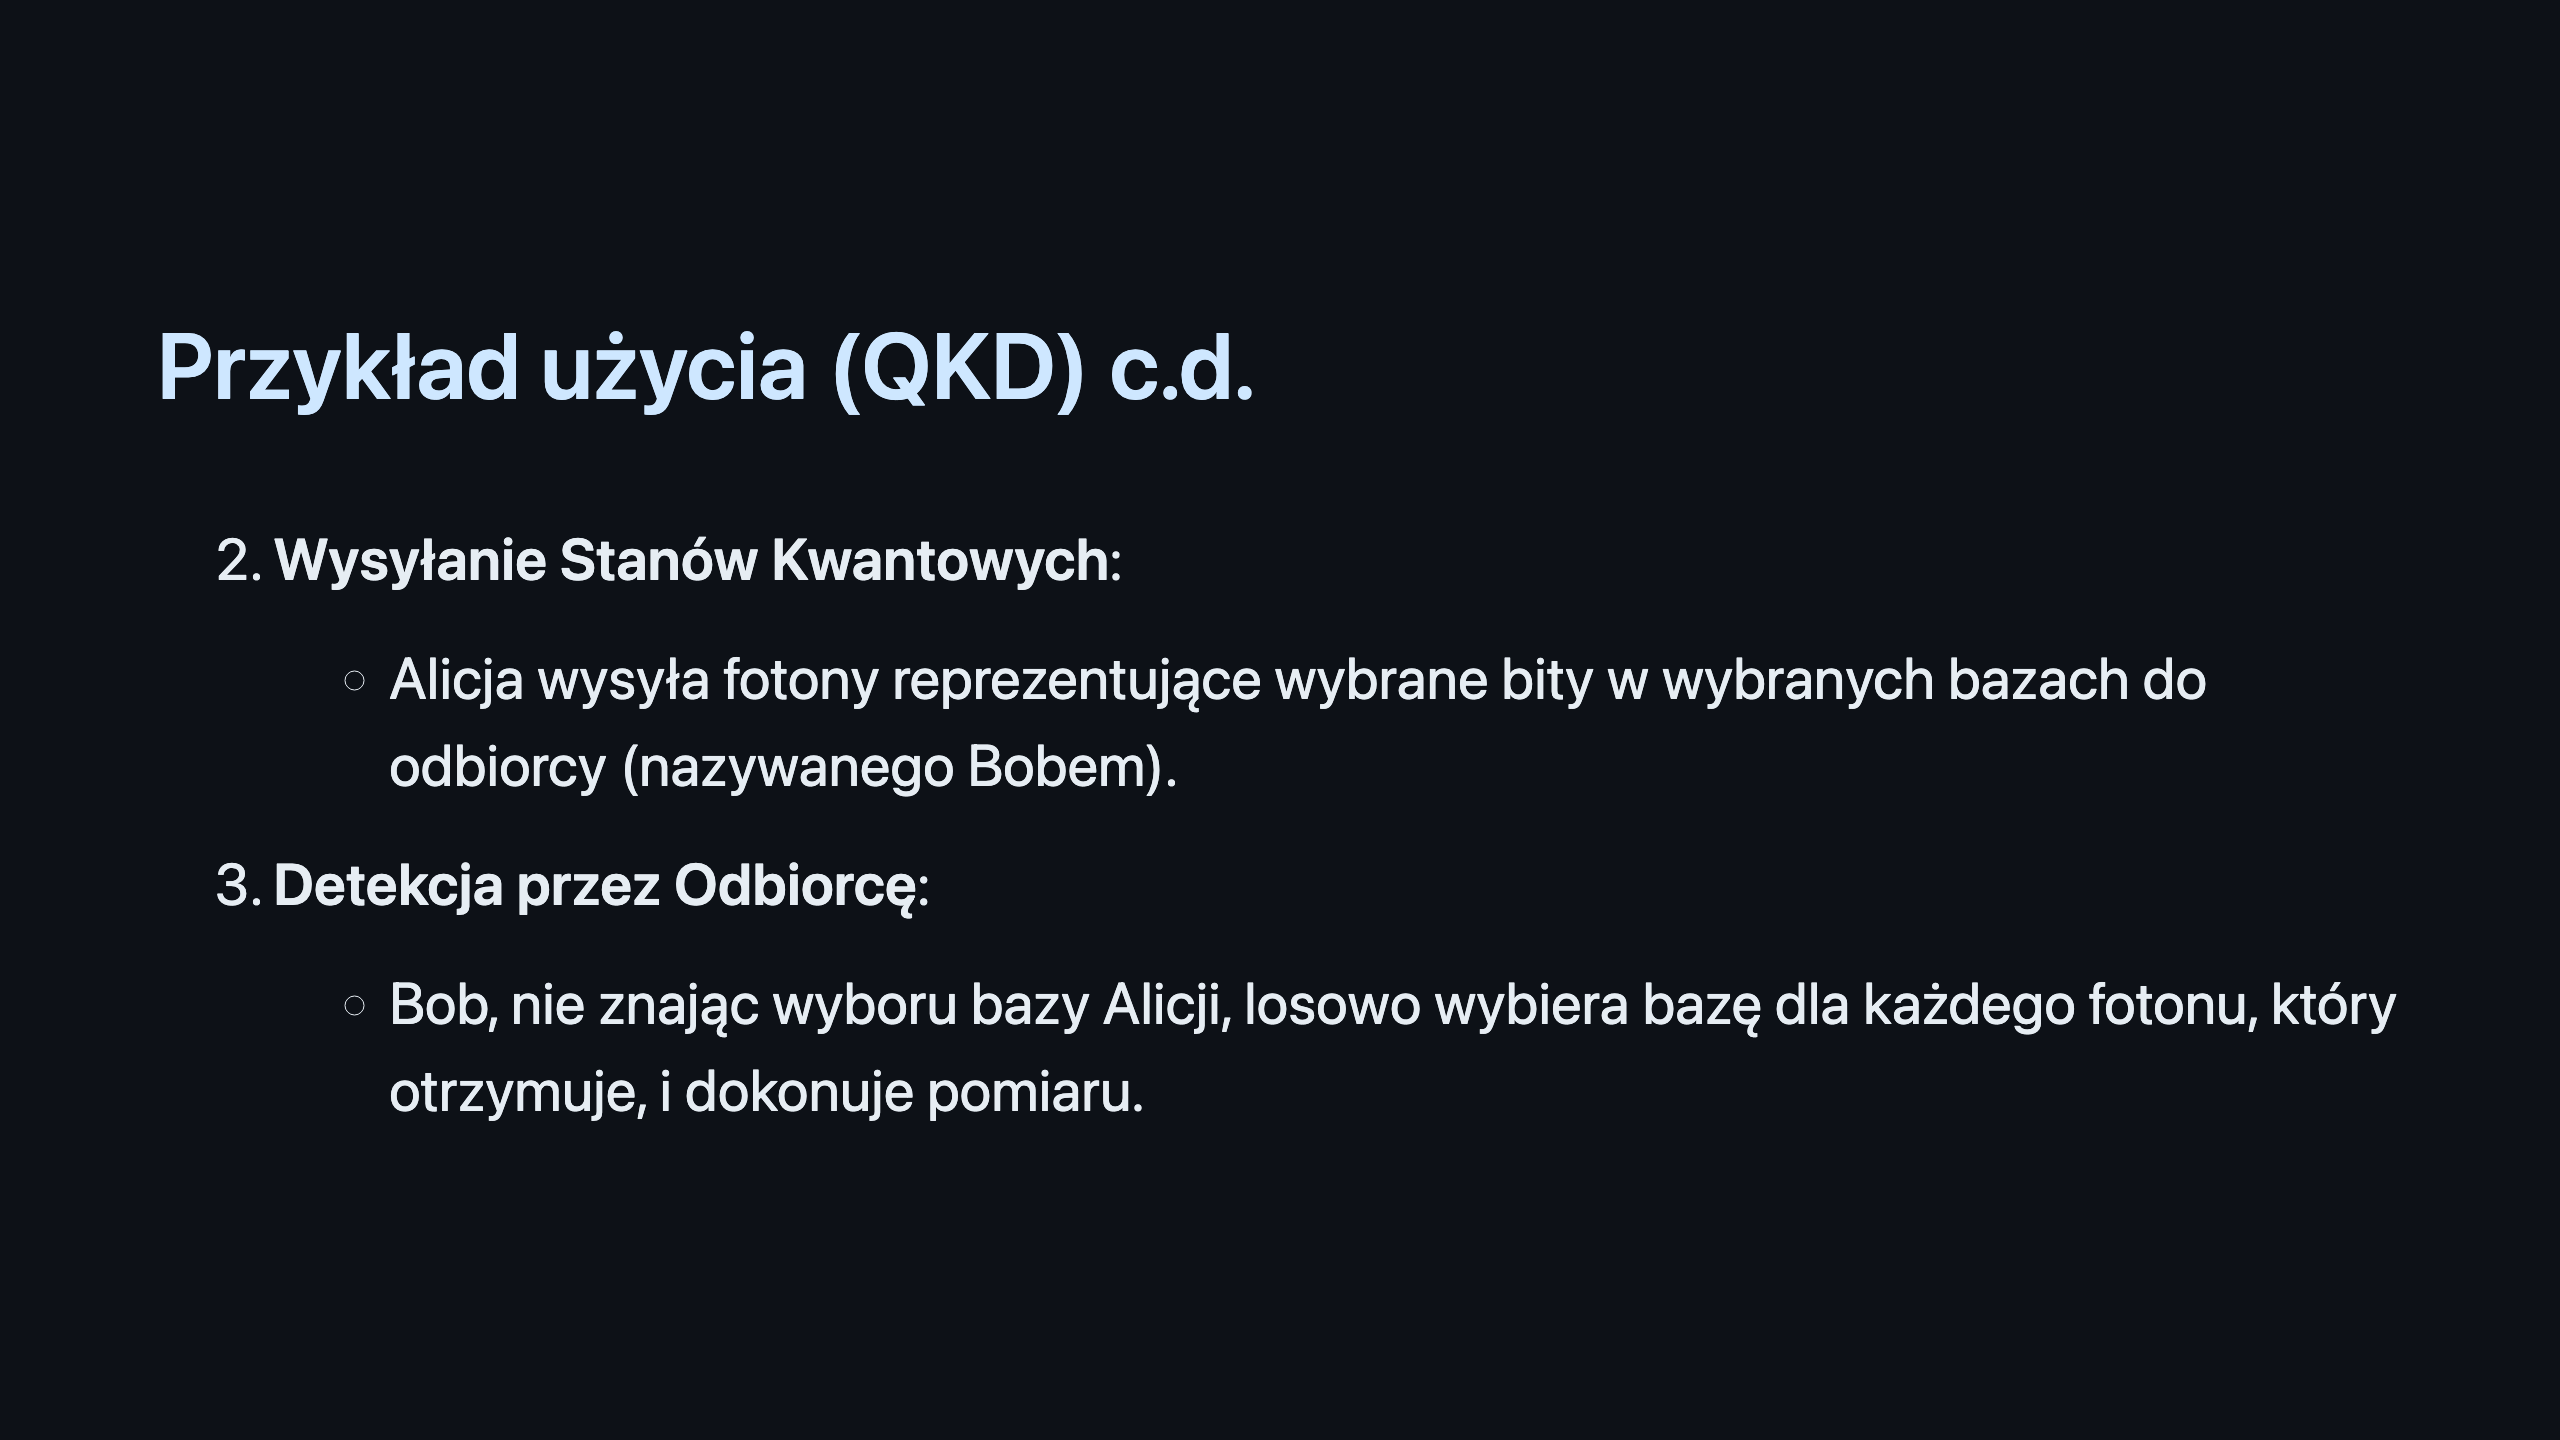 Przykład użycia (QKD) c.d.
2. Wysyłanie Stanów Kwantowych:
Alicja wysyła fotony reprezentujące wybrane bity w wybranych bazach do
odbiorcy (nazywanego Bobem).
3. Detekcja przez Odbiorcę:
Bob, nie znając wyboru bazy Alicji, losowo wybiera bazę dla każdego fotonu, który
otrzymuje, i dokonuje pomiaru.